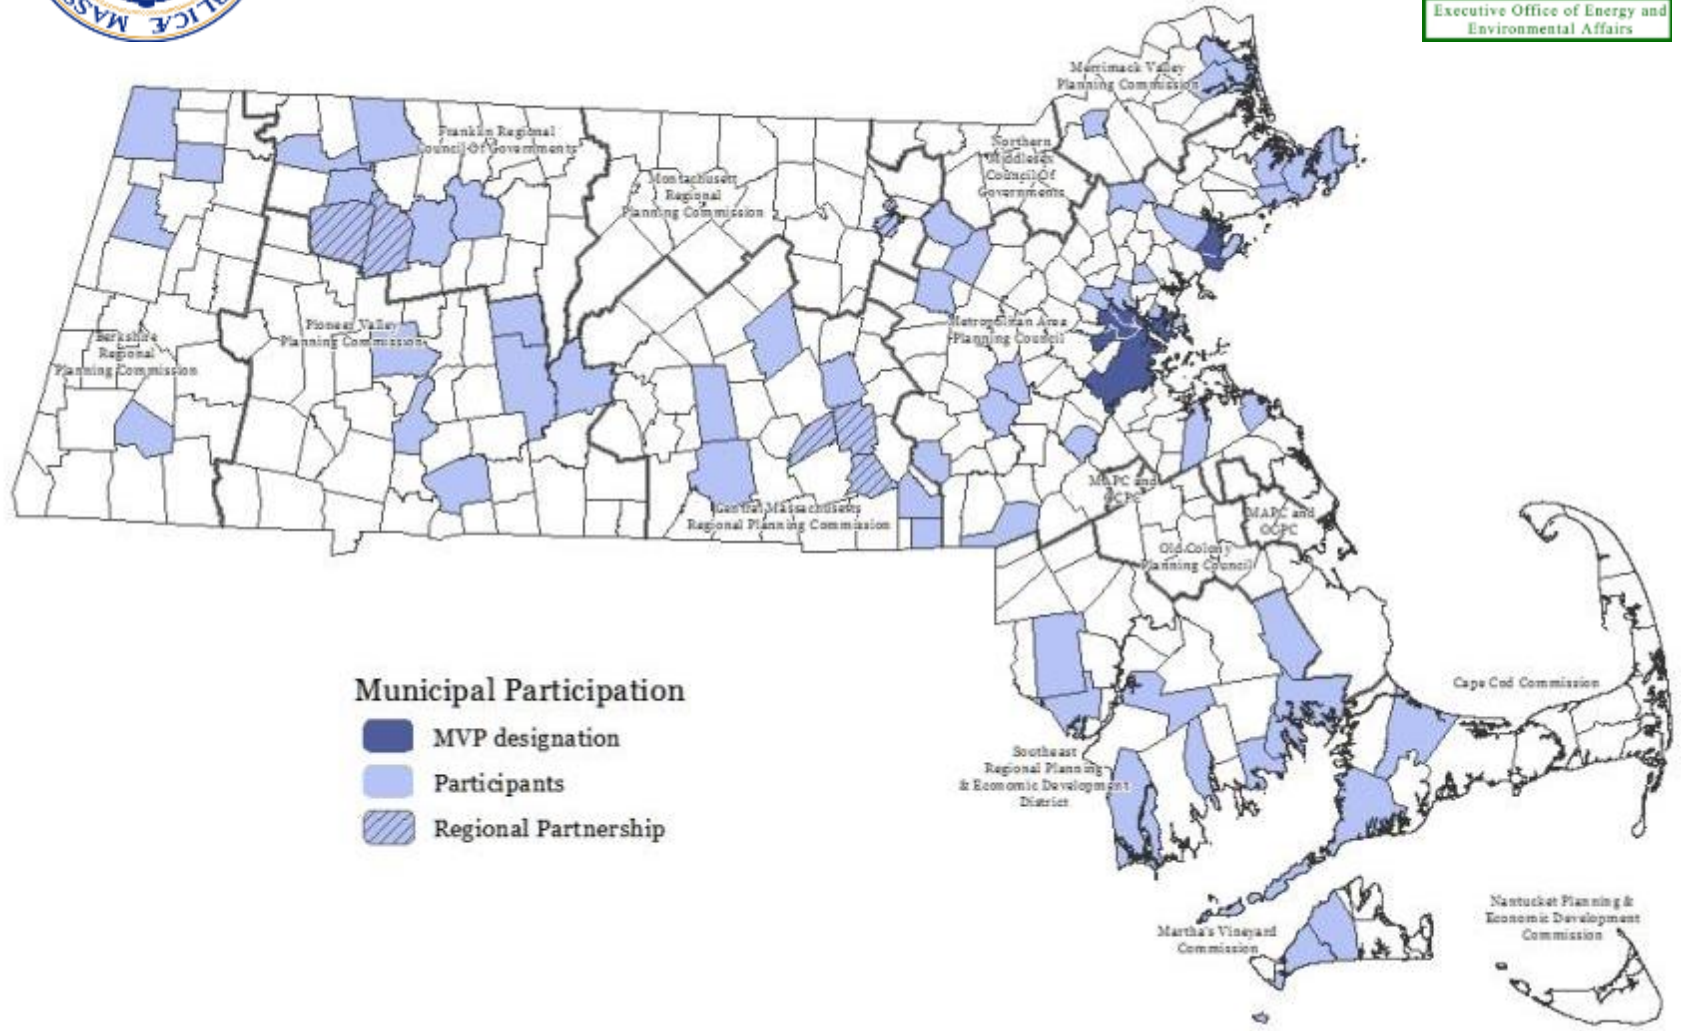 MASS
PUBLICÆ
Executive Office of Energy and
Environmental Affairs
Merrimack Valley
Planning Commission
Franklin Regional
Council Of Governments
Northern
Middlesex
Council Of
Governments
Montachusett
Regional
Planning Commission
Berkshire
Regional
Planning Commission
Pioneer Valley
Planning Commission
Metropolitan Area
Planning Council
Central Massachusetts
Regional Planning Commission
MAPC and
OCPC
MAPC and
OCPC
Old Colony
Planning Council
Municipal Participation
MVP designation
Participants
Regional Partnership
Cape Cod Commission
Southeast
Regional Planning
& Economic Development
District
Martha's Vineyard
Commission
Nantucket Planning &
Economic Development
Commission